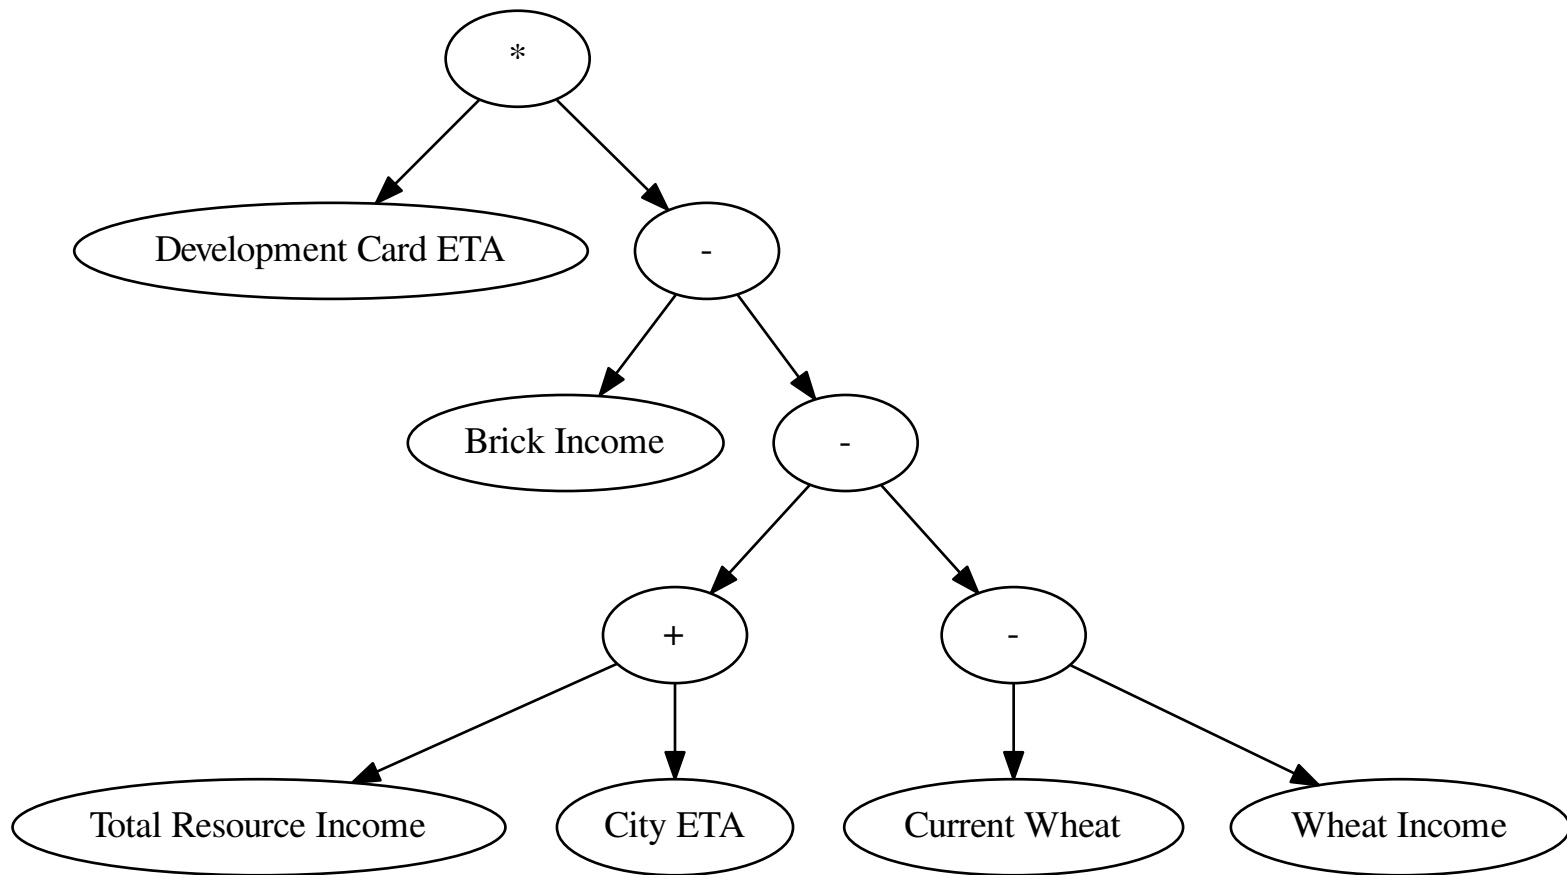 *
Development Card ETA
-
Brick Income
-
+
-
Total Resource Income
City ETA
Current Wheat
Wheat Income